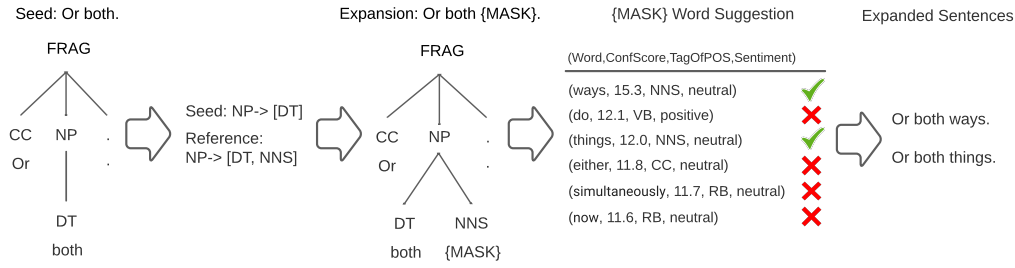 Seed: Or both.
FRAG
CC NP .
Or .
DT
both
Seed: NP-> [DT]
Reference:
NP-> [DT, NNS]
Expansion: Or both {MASK}.
FRAG
CC NP .
Or .
DT NNS
both {MASK}
{MASK} Word Suggestion
(Word,ConfScore,TagOfPOS,Sentiment)
(ways, 15.3, NNS, neutral)
(do, 12.1, VB, positive)
(things, 12.0, NNS, neutral)
(either, 11.8, CC, neutral)
(simultaneously, 11.7, RB, neutral)
(now, 11.6, RB, neutral)
Expanded Sentences
Or both ways.
Or both things.